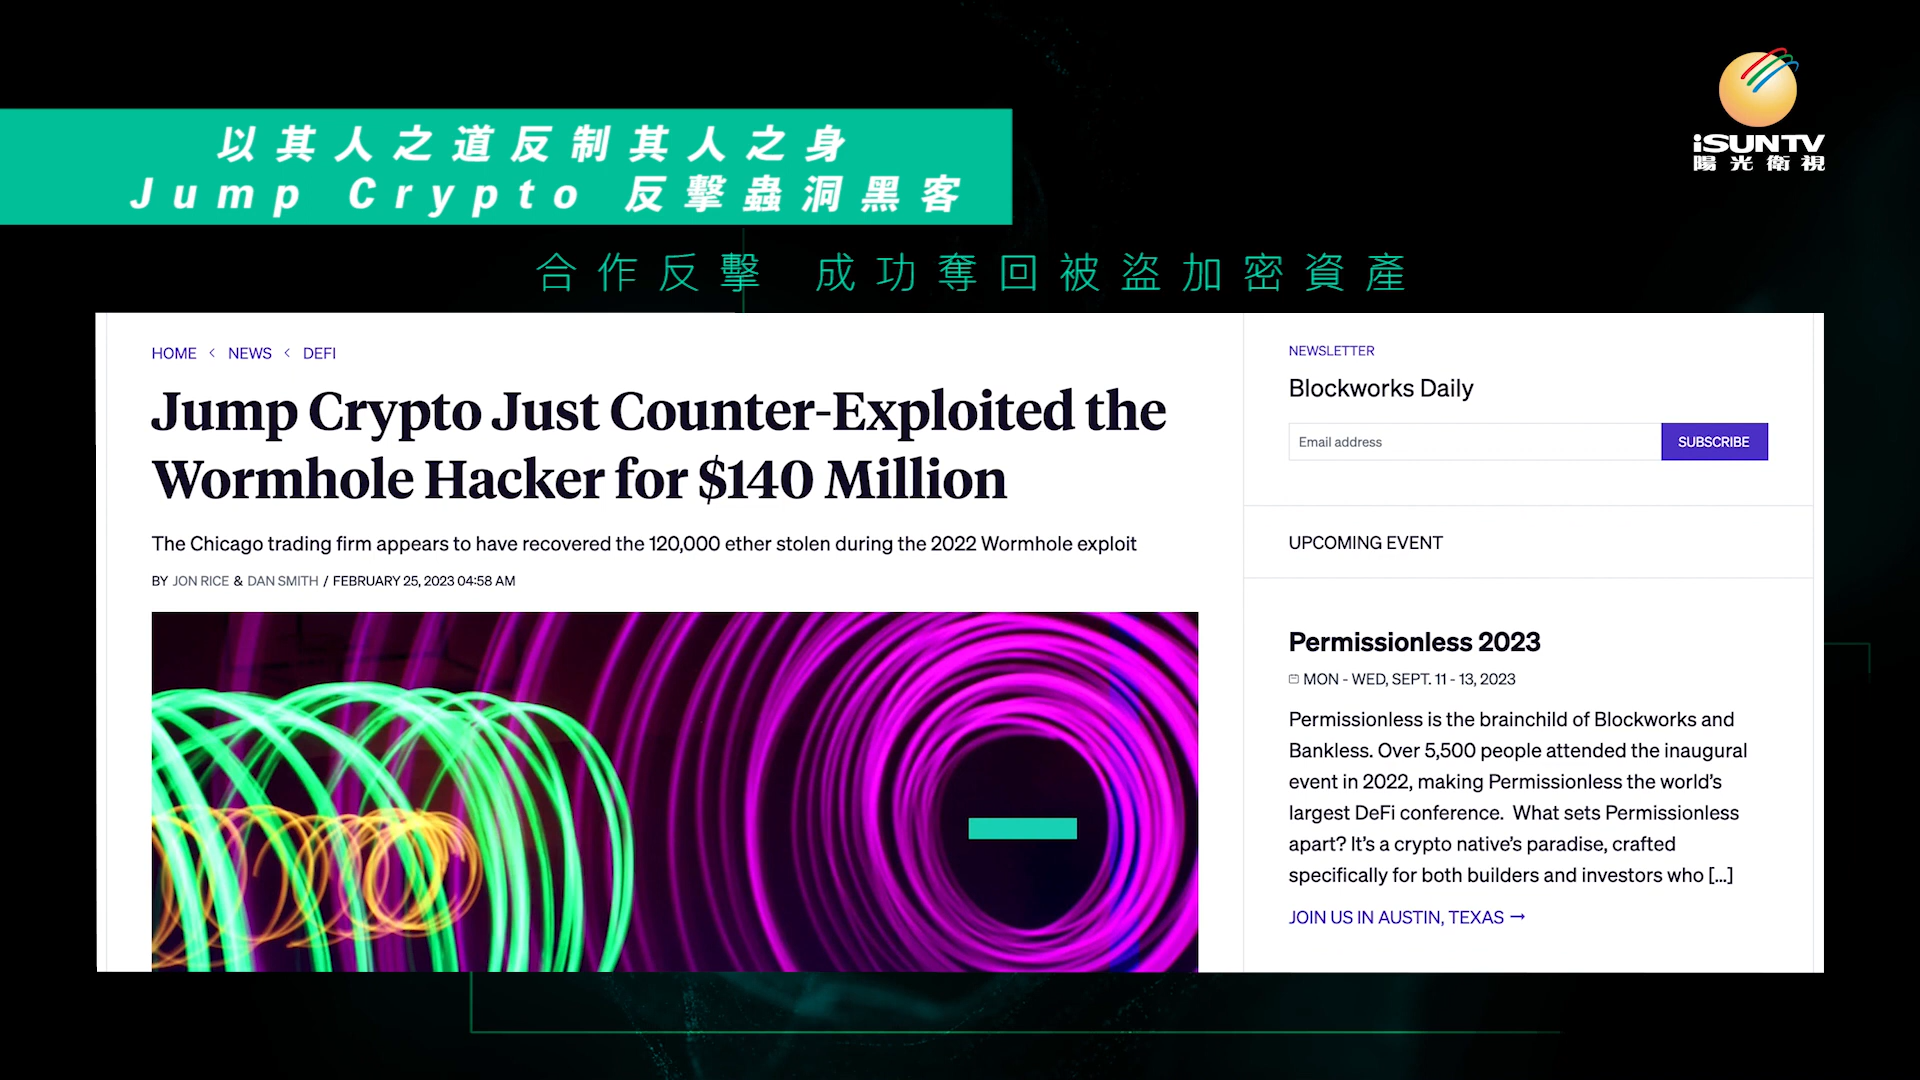 以其人之道反制其人之身
Jump Crypto 反擊蟲洞黑客
iSUNTV
陽光衛視
合作反擊 成功奪回被盜加密資產
HOME < NEWS < DEFI
Jump Crypto Just Counter-Exploited the
Wormhole Hacker for $140 Million
The Chicago trading firm appears to have recovered the 120,000 ether stolen during the 2022 Wormhole exploit
BY JON RICE & DAN SMITH / FEBRUARY 25, 2023 04:58 AM
NEWSLETTER
Blockworks Daily
Email address
SUBSCRIBE
UPCOMING EVENT
Permissionless 2023
MON - WED, SEPT. 11 - 13, 2023
Permissionless is the brainchild of Blockworks and
Bankless. Over 5,500 people attended the inaugural
event in 2022, making Permissionless the world’s
largest DeFi conference. What sets Permissionless
apart? It’s a crypto native’s paradise, crafted
specifically for both builders and investors who [...]
JOIN US IN AUSTIN, TEXAS →